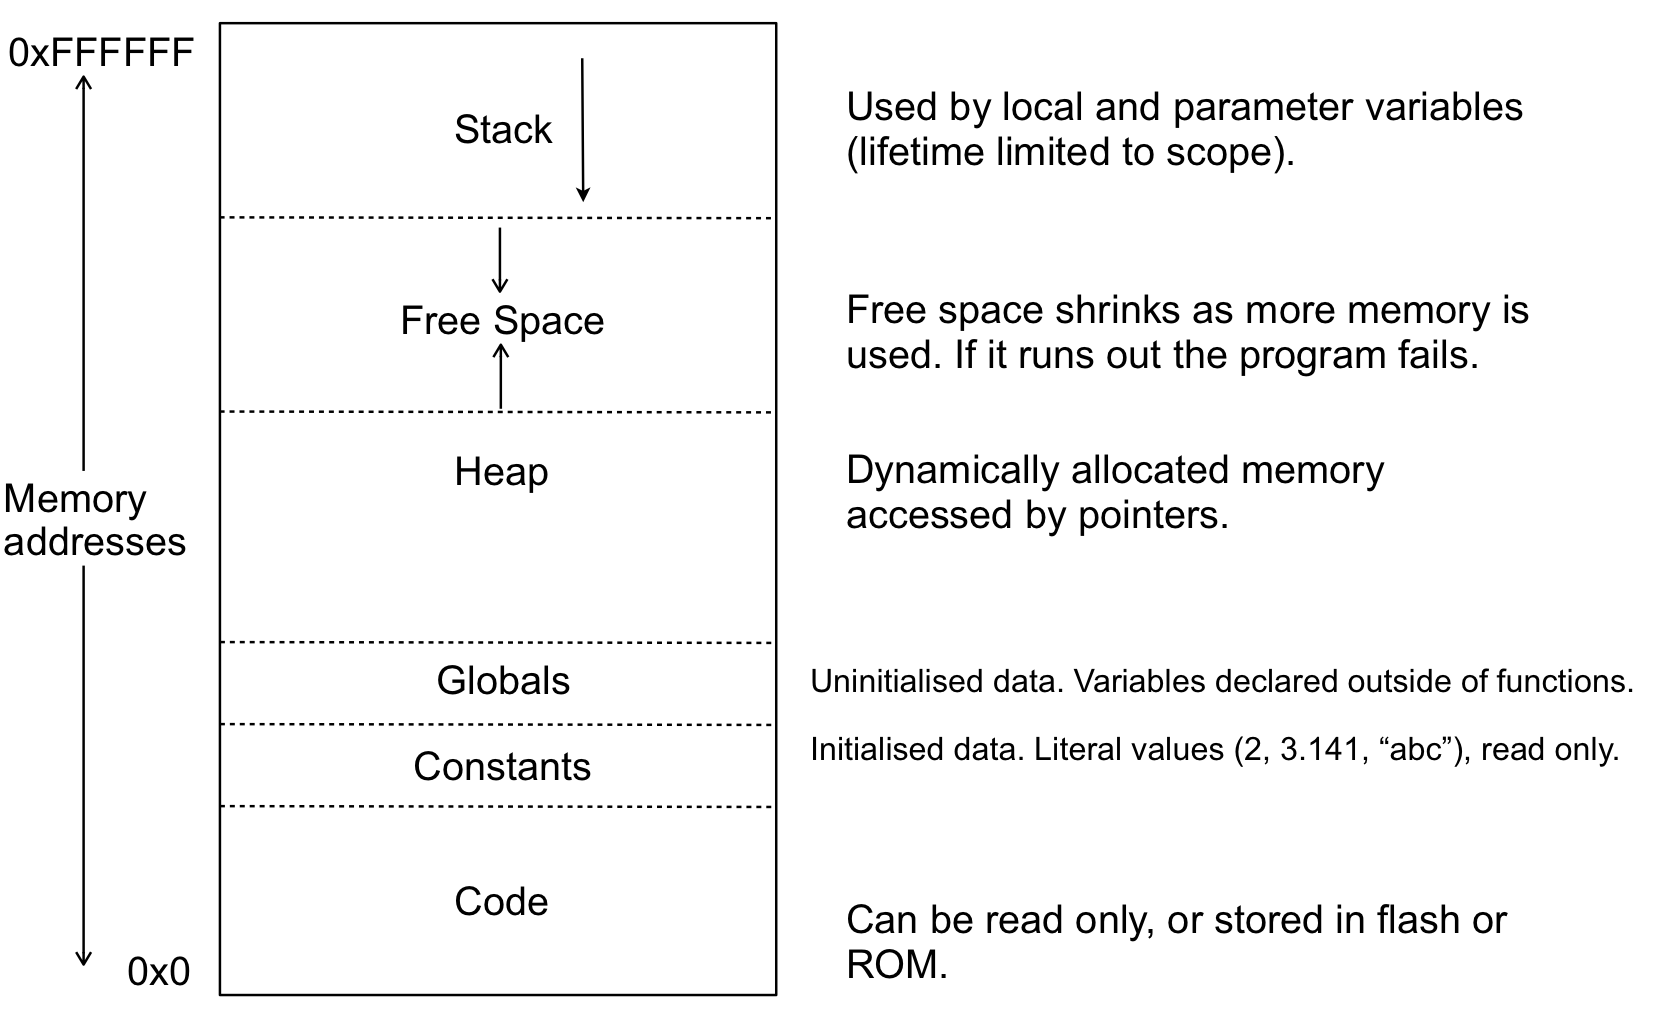 0xFFFFFF
Stack
Used by local and parameter variables
(lifetime limited to scope).
Free Space
Free space shrinks as more memory is
used. If it runs out the program fails.
Heap
Dynamically allocated memory
accessed by pointers.
Memory
addresses
Globals
Uninitialised data. Variables declared outside of functions.
Constants
Initialised data. Literal values (2, 3.141, “abc”), read only.
Code
Can be read only, or stored in flash or
ROM.
0x0